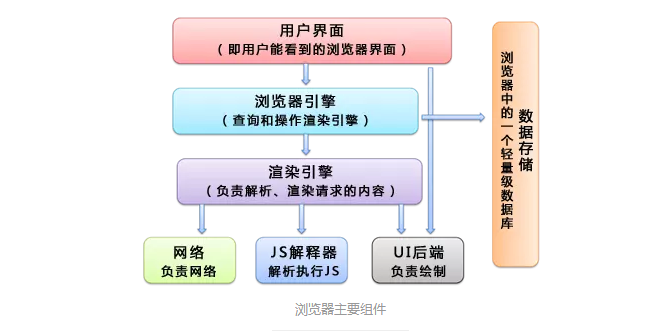 用户界面
（即用户能看到的浏览器界面）
浏览器引擎
（查询和操作渲染引擎）
渲染引擎
（负责解析、渲染请求的内容）
网络
负责网络
JS解释器
解析执行JS
UI后端
负责绘制
数据存储
浏览器中的一个轻量级数据库
浏览器主要组件